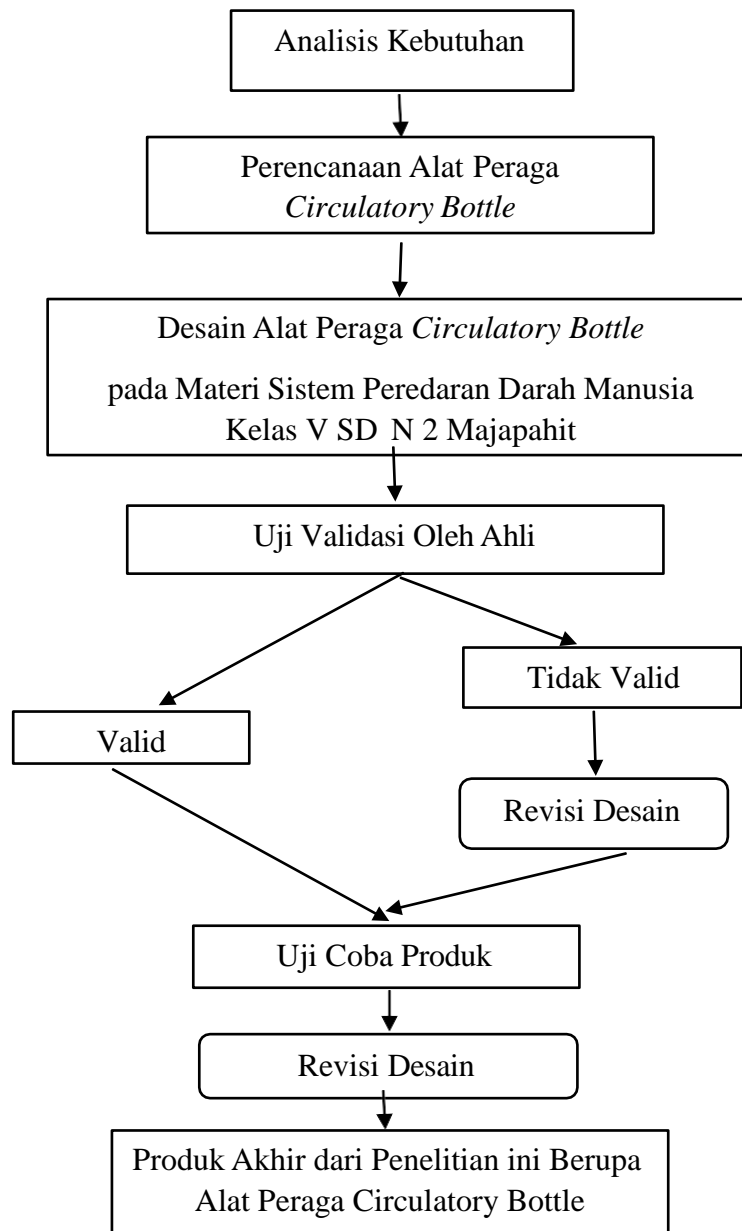 Analisis Kebutuhan
Perencanaan Alat Peraga
Circulatory Bottle
Desain Alat Peraga Circulatory Bottle
pada Materi Sistem Peredaran Darah Manusia
Kelas V SD N 2 Majapahit
Uji Validasi Oleh Ahli
Tidak Valid
Valid
Revisi Desain
Uji Coba Produk
Revisi Desain
Produk Akhir dari Penelitian ini Berupa
Alat Peraga Circulatory Bottle